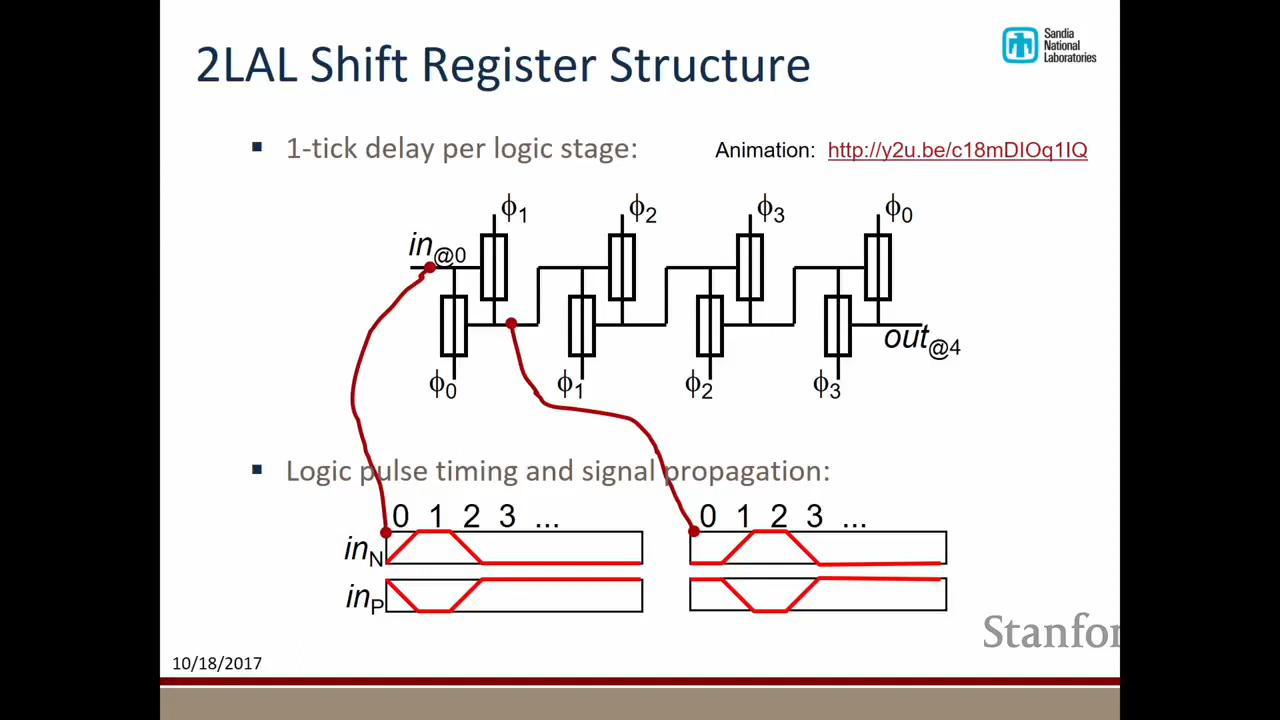 2LAL Shift Register Structure
Sandia
National
Laboratories
▪ 1-tick delay per logic stage:
Animation: http://y2u.be/c18mDIOq1IQ
ϕ1 ϕ2 ϕ3 ϕ0
in@0
out@4
ϕ0 ϕ1 ϕ2 ϕ3
▪ Logic pulse timing and signal propagation:
0 1 2 3 ... 0 1 2 3 ...
inN
inP
Stanfor
10/18/2017